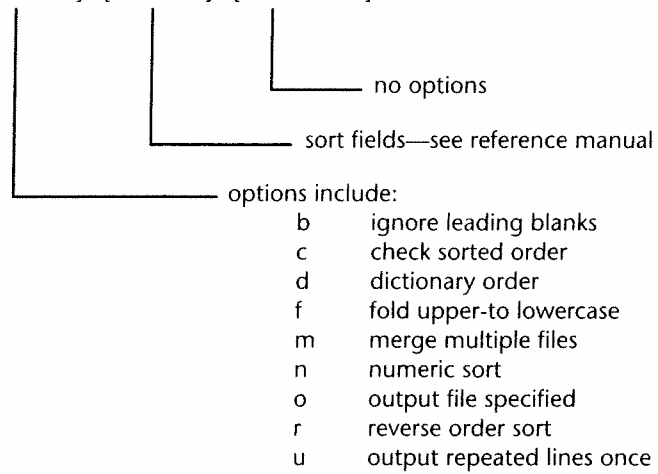 no options
sort fields—see reference manual
options include:
b ignore leading blanks
c check sorted order
d dictionary order
f fold upper-to lowercase
m merge multiple files
n numeric sort
o output file specified
r reverse order sort
u output repeated lines once